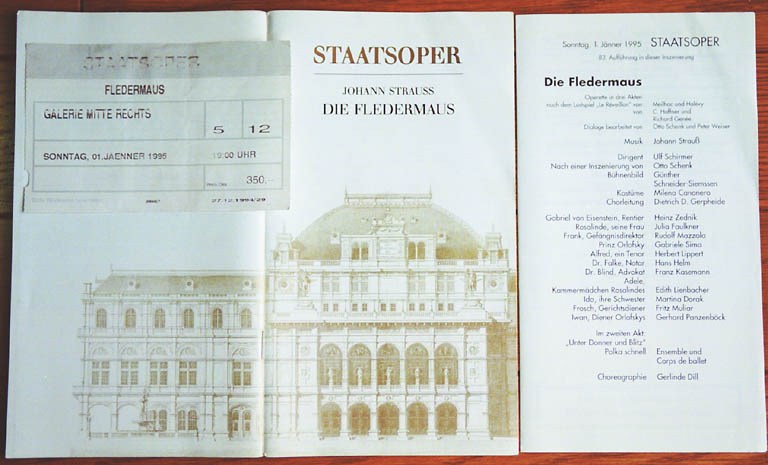 STAATSOPER
FLEDERMAUS
GALERIE MITTE RECHTS
5 12
SONNTAG, 01.JAENNER 1995 19:00 UHR
350,--
27.12.1994/29
STAATSOPER
JOHANN STRAUSS
DIE FLEDERMAUS
Sonntag, 1. Jänner 1995 STAATSOPER
83. Aufführung in dieser Inszenierung
Die Fledermaus
Operette in drei Akten
nach dem Lustspiel „Le Réveillon" von Meilhac und Halévy
von C. Haffner und
Richard Genée
Dialoge bearbeitet von Otto Schenk und Peter Weiser
Musik Johann Strauß
Dirigent Ulf Schirmer
Nach einer Inszenierung von Otto Schenk
Bühnenbild Günther
Schneider-Siemssen
Kostüme Milena Canonero
Chorleitung Dietrich D. Gerpheide
Gabriel von Eisenstein, Rentier Heinz Zednik
Rosalinde, seine Frau Julia Faulkner
Frank, Gefängnisdirektor Rudolf Mazzola
Prinz Orlofsky Gabriele Sima
Alfred, ein Tenor Herbert Lippert
Dr. Falke, Notar Hans Helm
Dr. Blind, Advokat Franz Kasemann
Adele,
Kammermädchen Rosalindes Edith Lienbacher
Ida, ihre Schwester Martina Dorak
Frosch, Gerichtsdiener Fritz Muliar
Iwan, Diener Orlofskys Gerhard Panzenböck
Im zweiten Akt:
„Unter Donner und Blitz"
Polka schnell Ensemble und
Corps de ballet
Choreographie Gerlinde Dill